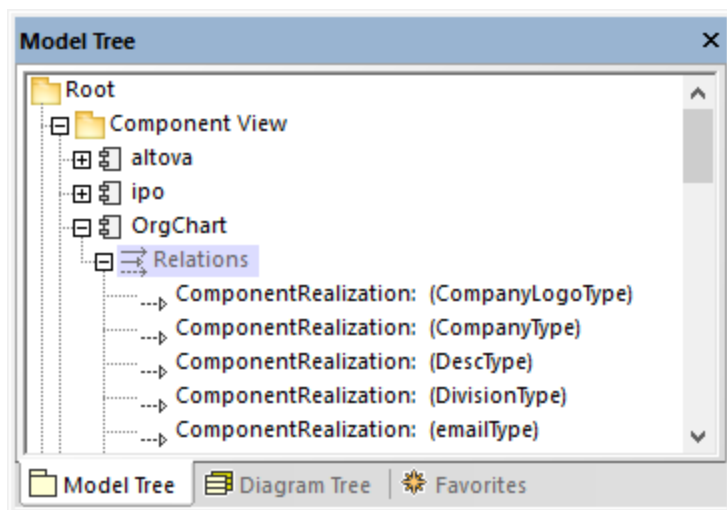 Model Tree
Root
Component View
altova
ipo
OrgChart
Relations
ComponentRealization: (CompanyLogoType)
ComponentRealization: (CompanyType)
ComponentRealization: (DescType)
ComponentRealization: (DivisionType)
ComponentRealization: (emailType)
Model Tree Diagram Tree Favorites